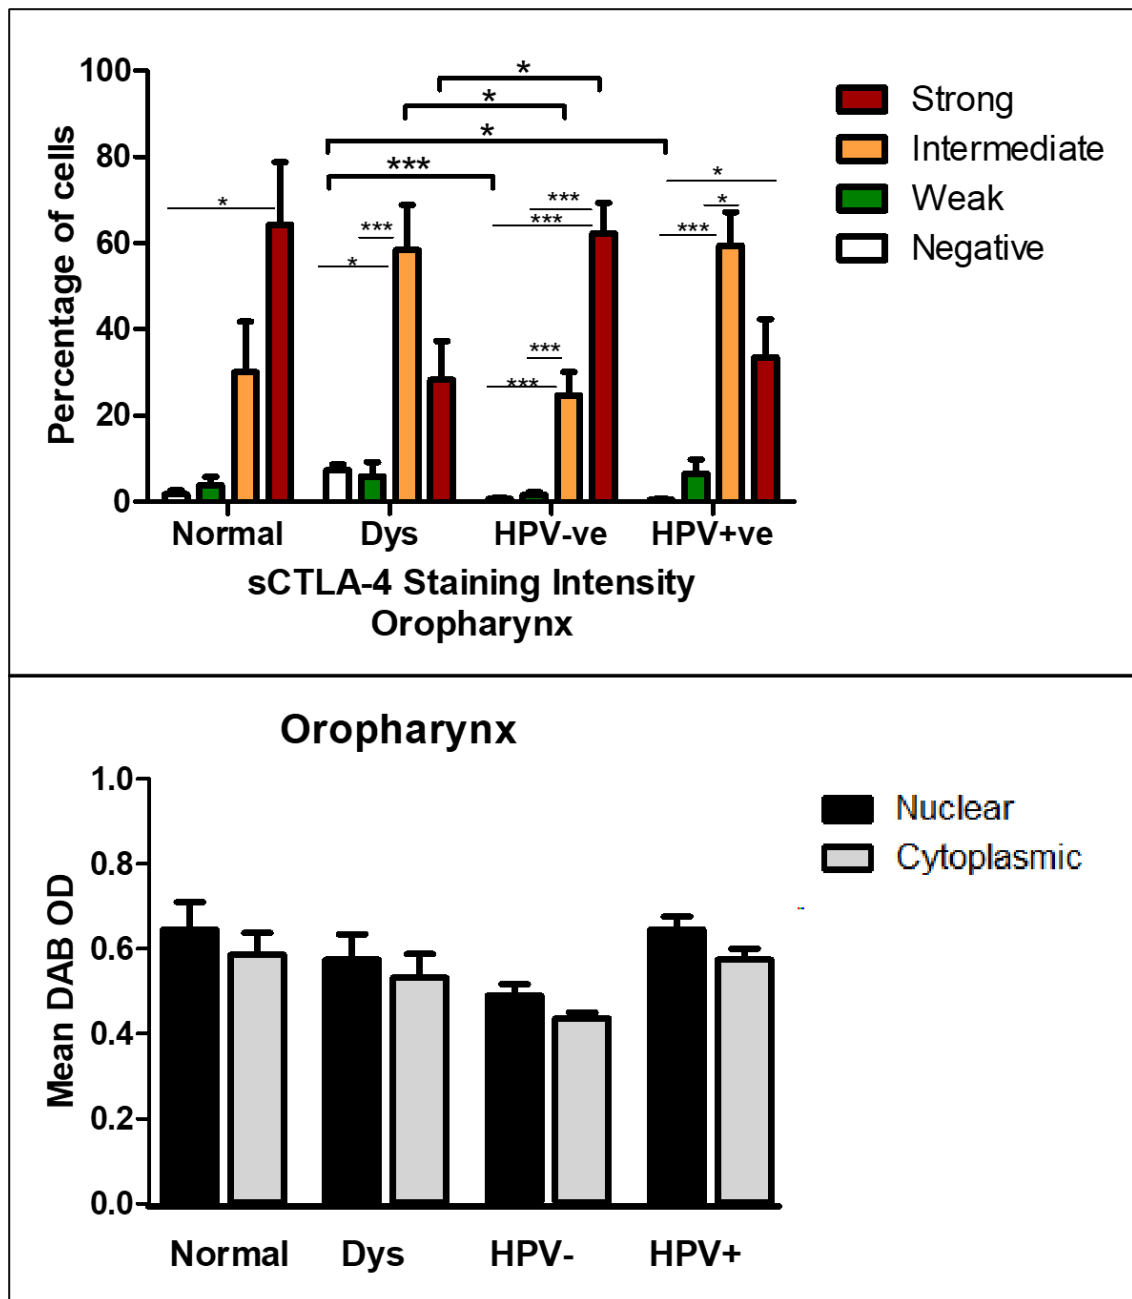 100
80
60
40
20
0
Percentage of cells
*
*
*
***
*
***
*
***
***
***
***
*
*
***
Strong
Intermediate
Weak
Negative
Normal Dys HPV-ve HPV+ve
sCTLA-4 Staining Intensity
Oropharynx
Oropharynx
1.0
0.8
0.6
0.4
0.2
0.0
Mean DAB OD
Nuclear
Cytoplasmic
Normal Dys HPV- HPV+